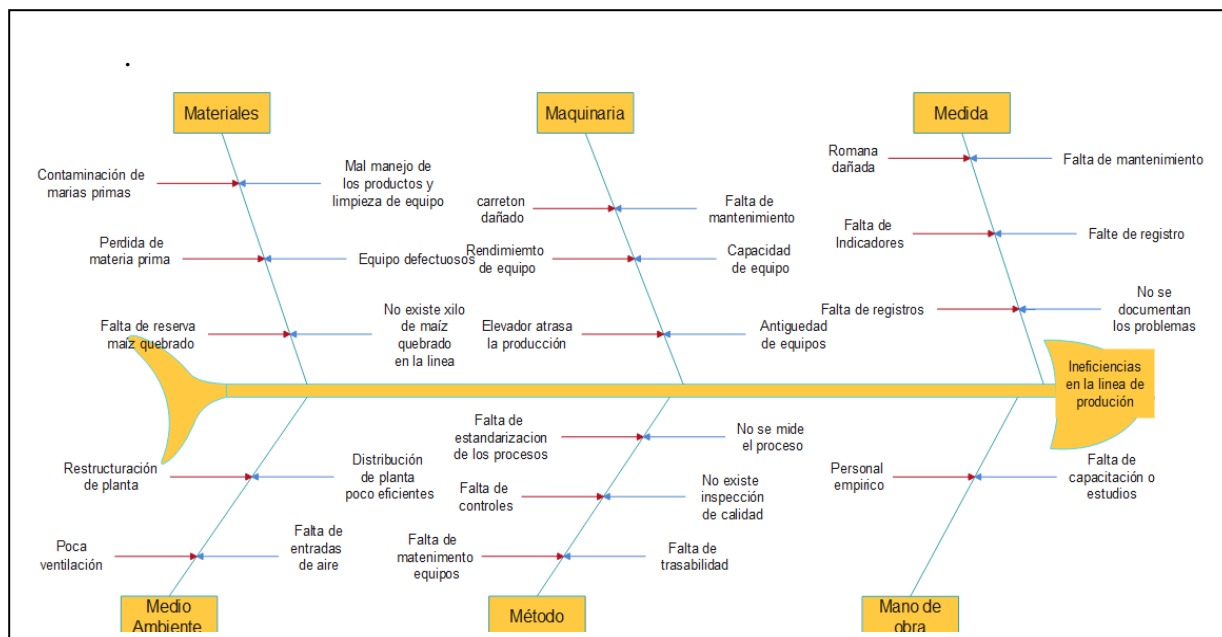 .
Materiales
Maquinaria
Medida
Contaminación de
marias primas
Mal manejo de
los productos y
limpieza de equipo
Perdida de
materia prima
Equipo defectuosos
Falta de reserva
maíz quebrado
No existe xilo
de maíz
quebrado
en la linea
carreton
dañado
Falta de
mantenimiento
Rendimiemto
de equipo
Capacidad
de equipo
Elevador atrasa
la producción
Antiguedad
de equipos
Romana
dañada
Falta de mantenimiento
Falta de
Indicadores
Falte de registro
Falta de registros
No se
documentan
los problemas
Ineficiencias
en la linea de
produción
Restructuración
de planta
Distribución
de planta
poco eficientes
Poca
ventilación
Falta de
entradas
de aire
Falta de
estandarizacion
de los procesos
No se mide
el proceso
Falta de
controles
No existe
inspección
de calidad
Falta de
matenimento
equipos
Falta de
trasabilidad
Personal
empirico
Falta de
capacitación o
estudios
Medio
Ambiente
Método
Mano de
obra